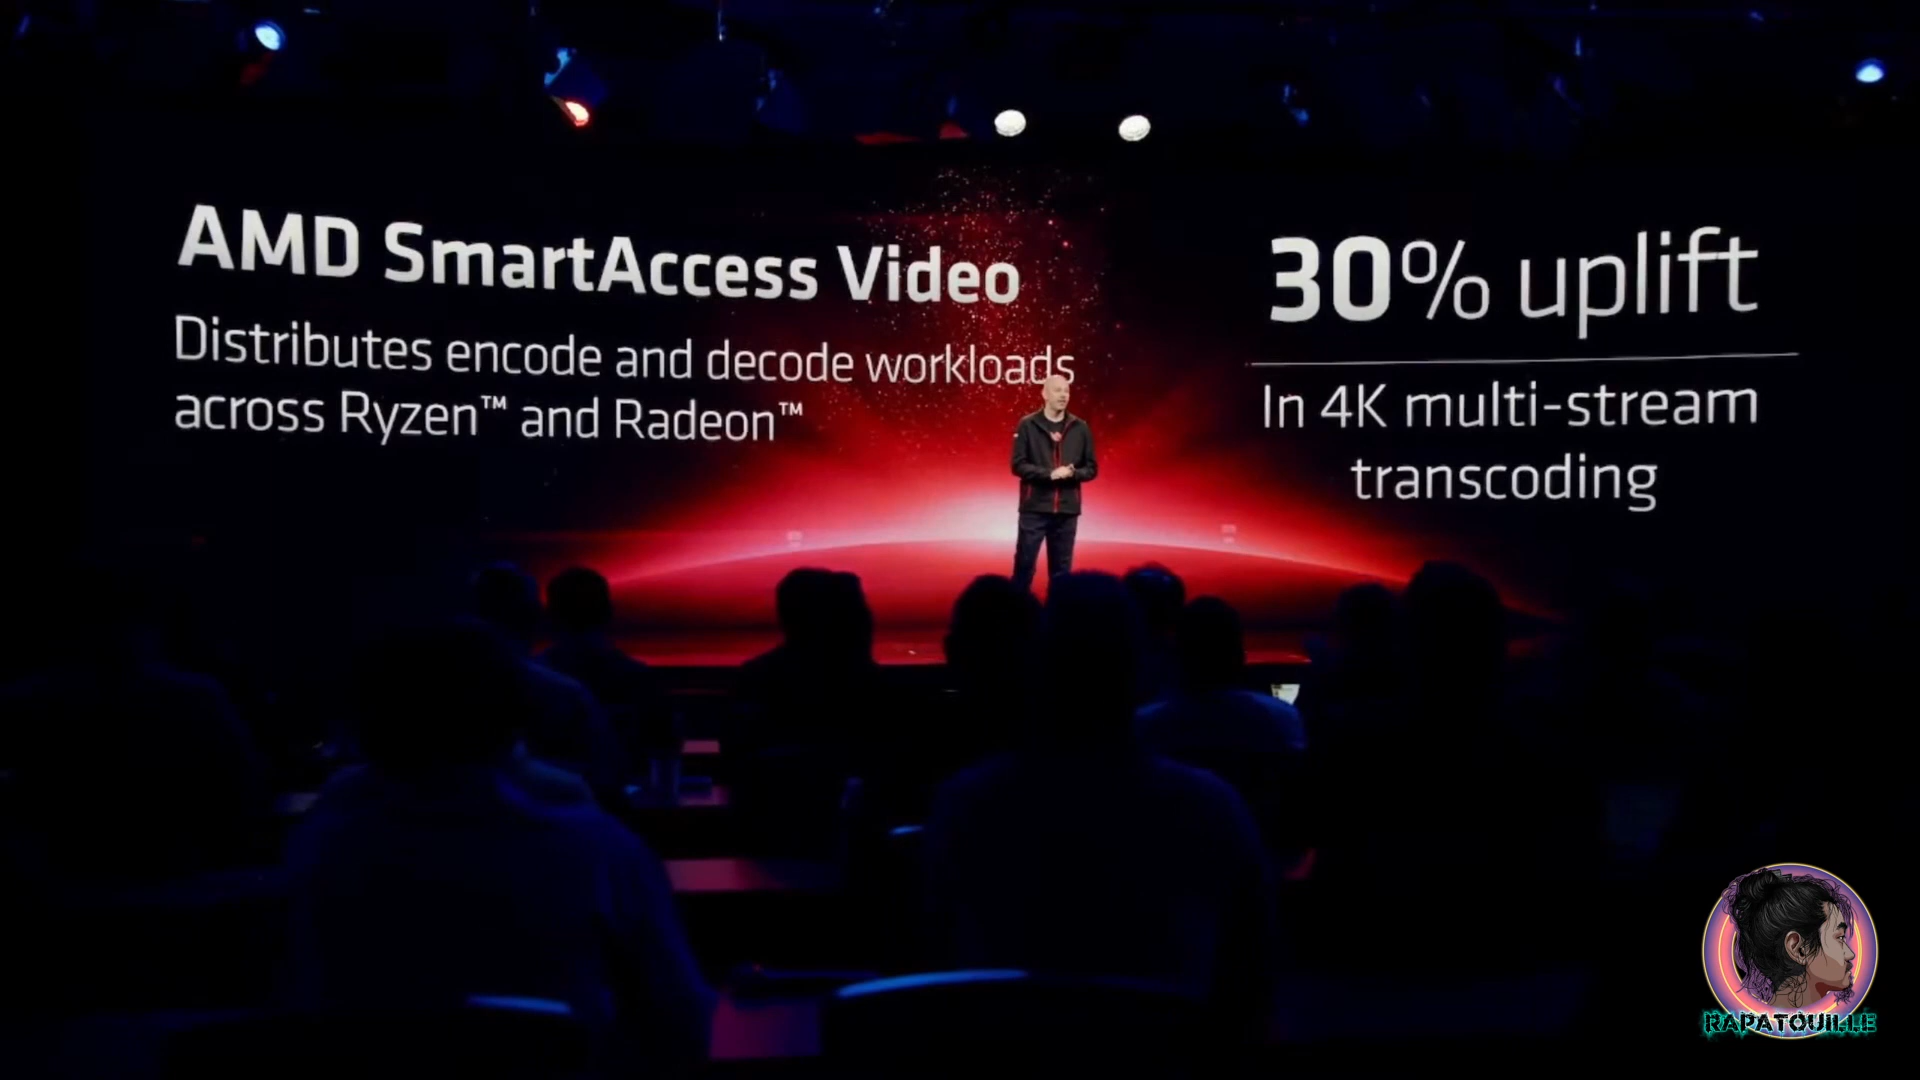 AMD SmartAccess Video
Distributes encode and decode workloads
across Ryzen™ and Radeon™
30% uplift
In 4K multi-stream
transcoding
RAPATOUILLE